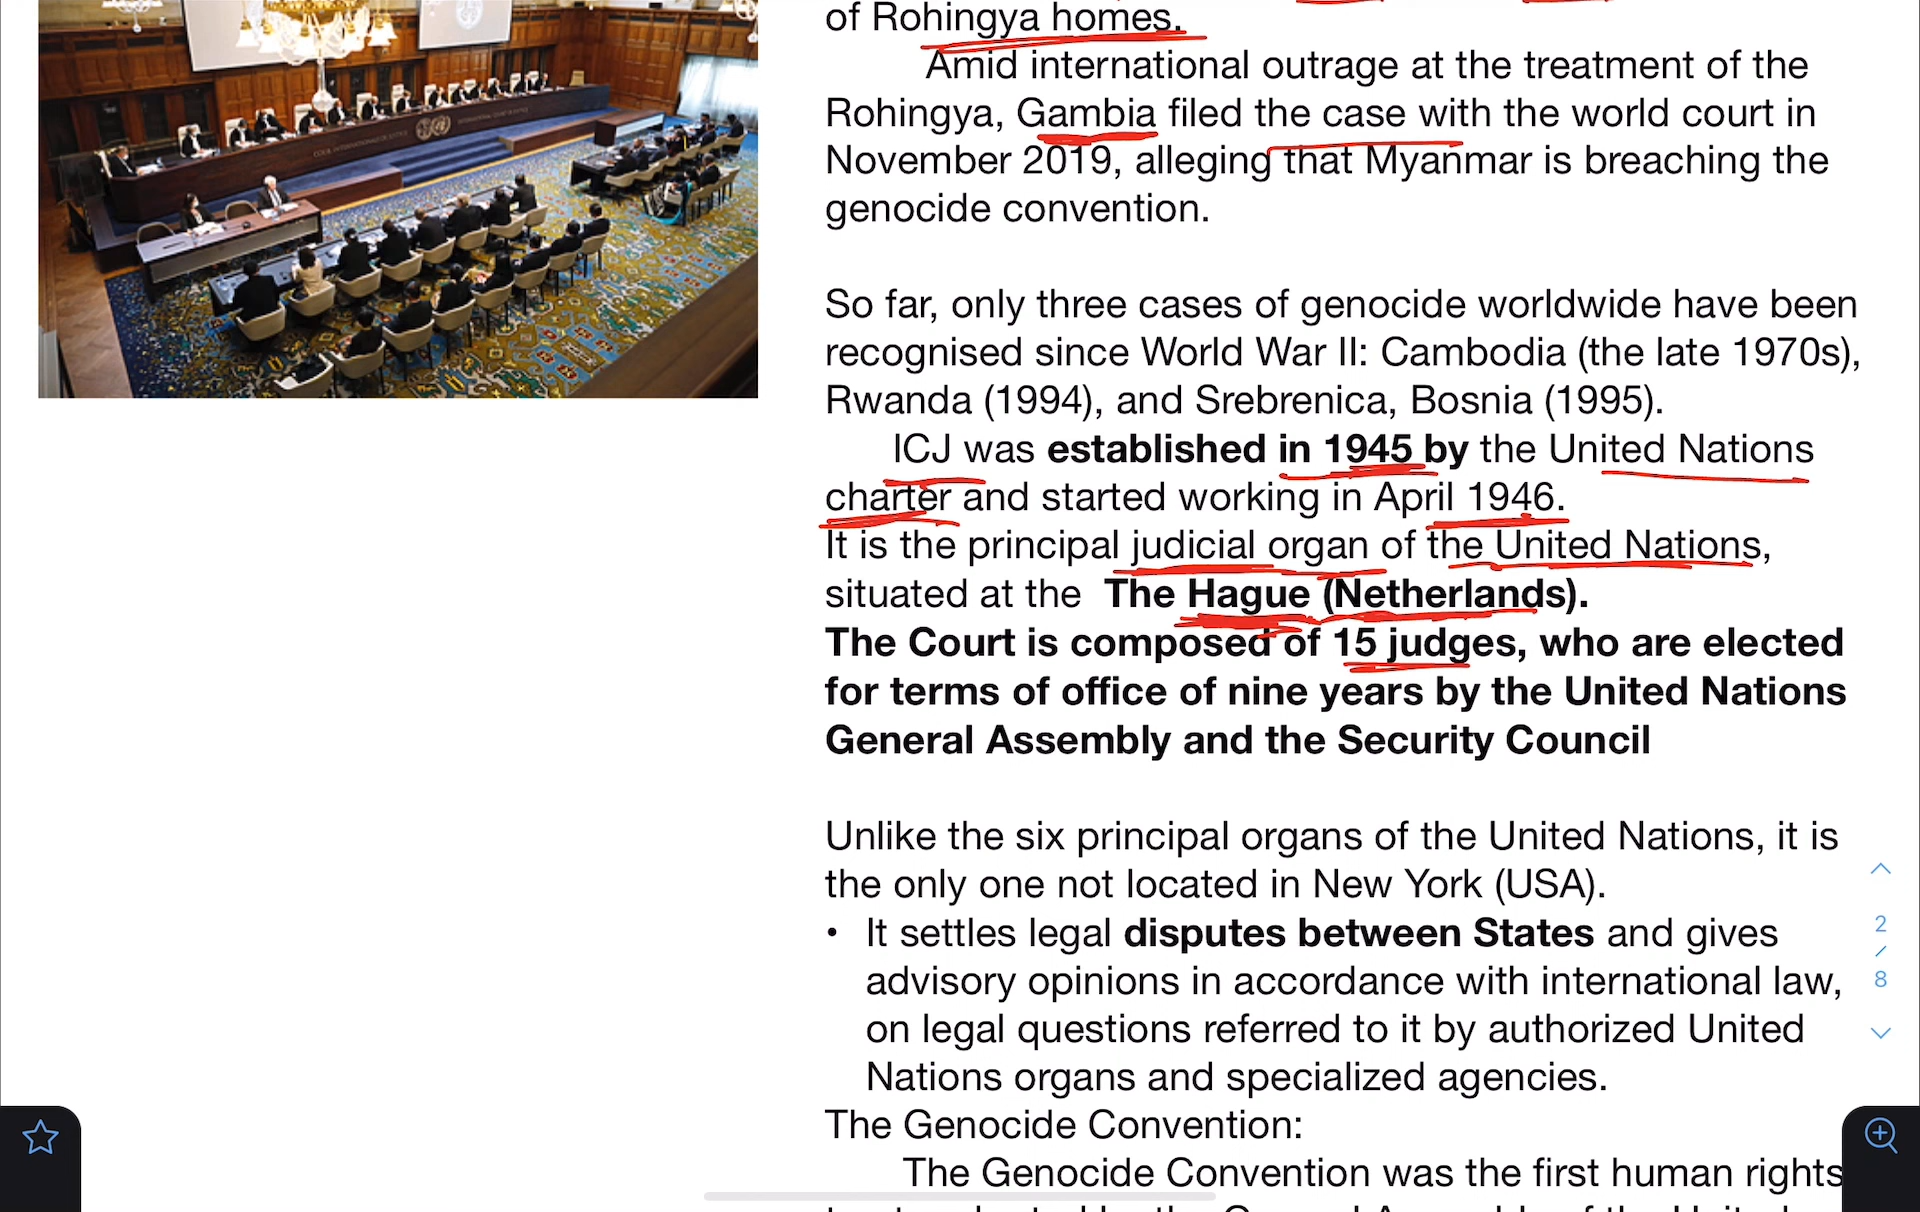 of Rohingya homes.
Amid international outrage at the treatment of the
Rohingya, Gambia filed the case with the world court in
November 2019, alleging that Myanmar is breaching the
genocide convention.
So far, only three cases of genocide worldwide have been
recognised since World War II: Cambodia (the late 1970s),
Rwanda (1994), and Srebrenica, Bosnia (1995).
ICJ was established in 1945 by the United Nations
charter and started working in April 1946.
It is the principal judicial organ of the United Nations,
situated at the The Hague (Netherlands).
The Court is composed of 15 judges, who are elected
for terms of office of nine years by the United Nations
General Assembly and the Security Council
Unlike the six principal organs of the United Nations, it is
the only one not located in New York (USA).
• It settles legal disputes between States and gives
advisory opinions in accordance with international law,
on legal questions referred to it by authorized United
Nations organs and specialized agencies.
The Genocide Convention:
The Genocide Convention was the first human rights
2
/
8